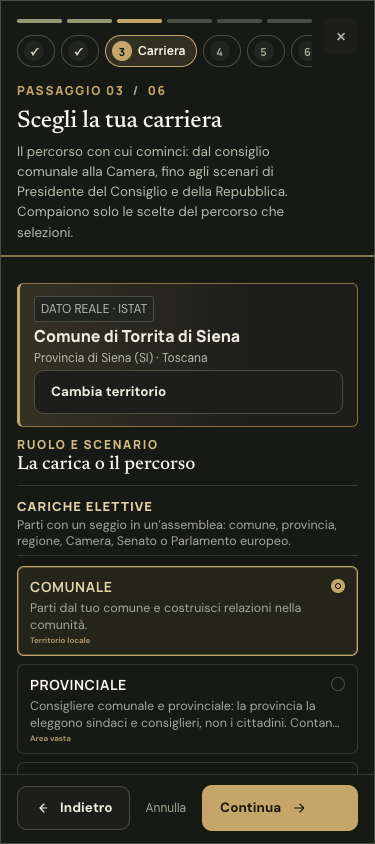 ✓ ✓ 3 Carriera 4 5 6
×
PASSAGGIO 03 / 06
Scegli la tua carriera
Il percorso con cui cominci: dal consiglio
comunale alla Camera, fino agli scenari di
Presidente del Consiglio e della Repubblica.
Compaiono solo le scelte del percorso che
selezioni.
DATO REALE · ISTAT
Comune di Torrita di Siena
Provincia di Siena (SI) · Toscana
Cambia territorio
RUOLO E SCENARIO
La carica o il percorso
CARICHE ELETTIVE
Parti con un seggio in un'assemblea: comune, provincia,
regione, Camera, Senato o Parlamento europeo.
COMUNALE
Parti dal tuo comune e costruisci relazioni nella
comunità.
Territorio locale
PROVINCIALE
Consigliere comunale e provinciale: la provincia la
eleggono sindaci e consiglieri, non i cittadini. Contan...
Area vasta
← Indietro Annulla Continua →